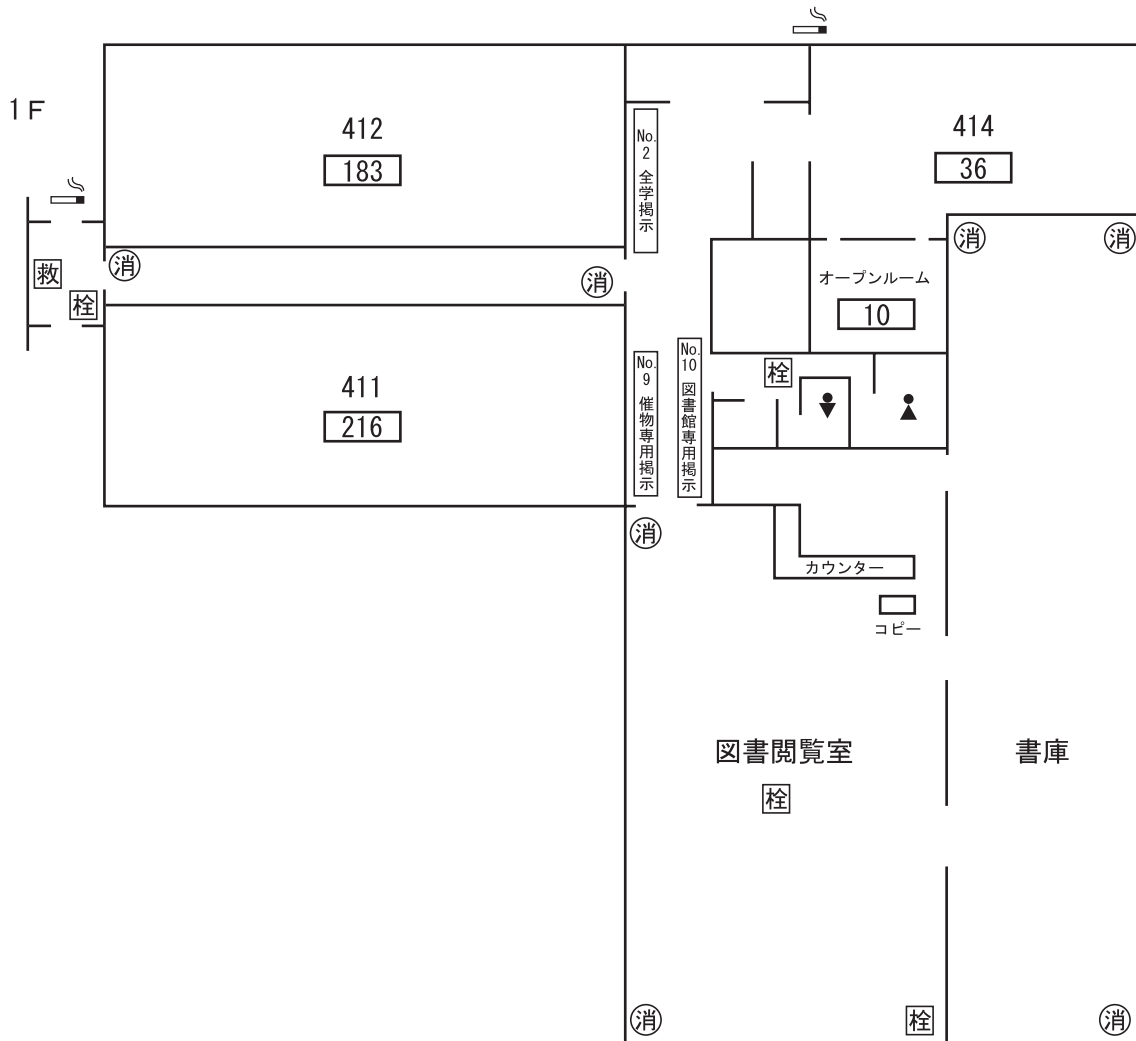 1F
412
183
No.2 全学掲示
414
36
救
消
栓
消
消
消
オープンルーム
10
411
216
No.9 催物専用掲示
No.10 図書館専用掲示
栓
消
カウンター
コピー
図書閲覧室
書庫
栓
消
栓
消